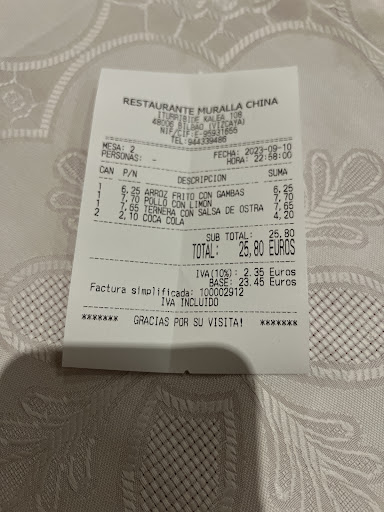 RESTAURANTE MURALLA CHINA
ITURRIBIDE KALEA 108
48006 BILBAO (VIZCAYA)
NIF/CIF:E-95931655
TEL:944339486
MESA: 2 FECHA: 2023-09-10
PERSONAS: - HORA: 22:58:00
CAN P/N DESCRIPCION SUMA
1 6,25 ARROZ FRITO CON GAMBAS 6,25
1 7,70 POLLO CON LIMON 7,70
1 7,65 TERNERA CON SALSA DE OSTRA 7,65
2 2,10 COCA COLA 4,20
SUB TOTAL: 25,80
TOTAL: 25,80 EUROS
IVA(10%): 2.35 Euros
BASE: 23.45 Euros
Factura simplificada: 100002912
IVA INCLUIDO
******* GRACIAS POR SU VISITA! *******